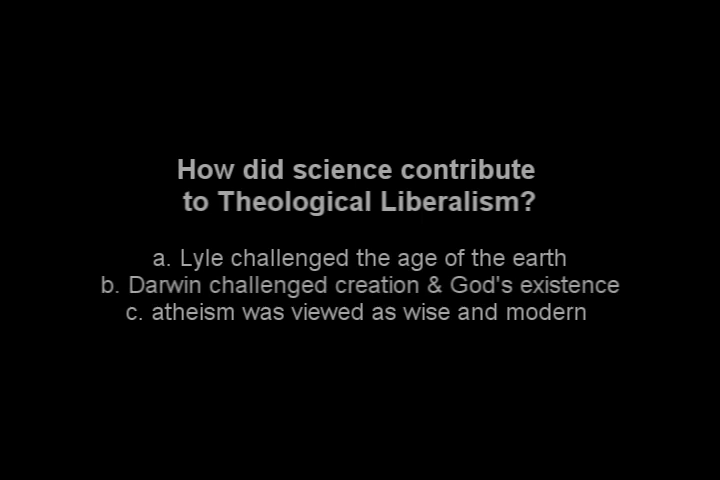 How did science contribute
to Theological Liberalism?
a. Lyle challenged the age of the earth
b. Darwin challenged creation & God's existence
c. atheism was viewed as wise and modern